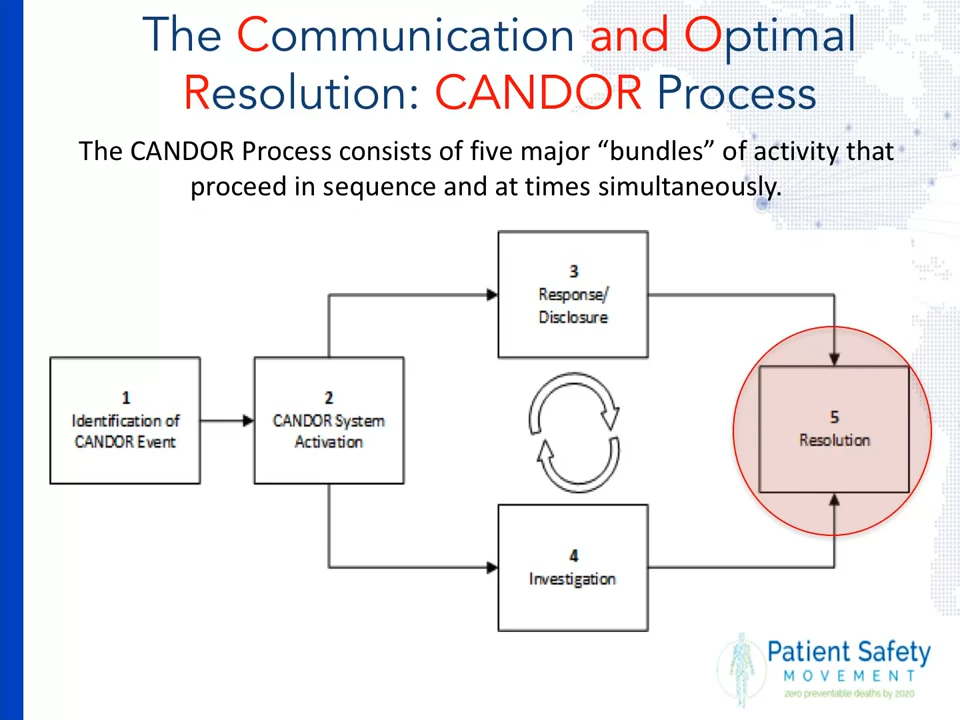 The Communication and Optimal
Resolution: CANDOR Process
The CANDOR Process consists of five major “bundles” of activity that
proceed in sequence and at times simultaneously.
1
Identification of
CANDOR Event
2
CANDOR System
Activation
3
Response/
Disclosure
4
Investigation
5
Resolution
Patient Safety
MOVEMENT
zero preventable deaths by 2020